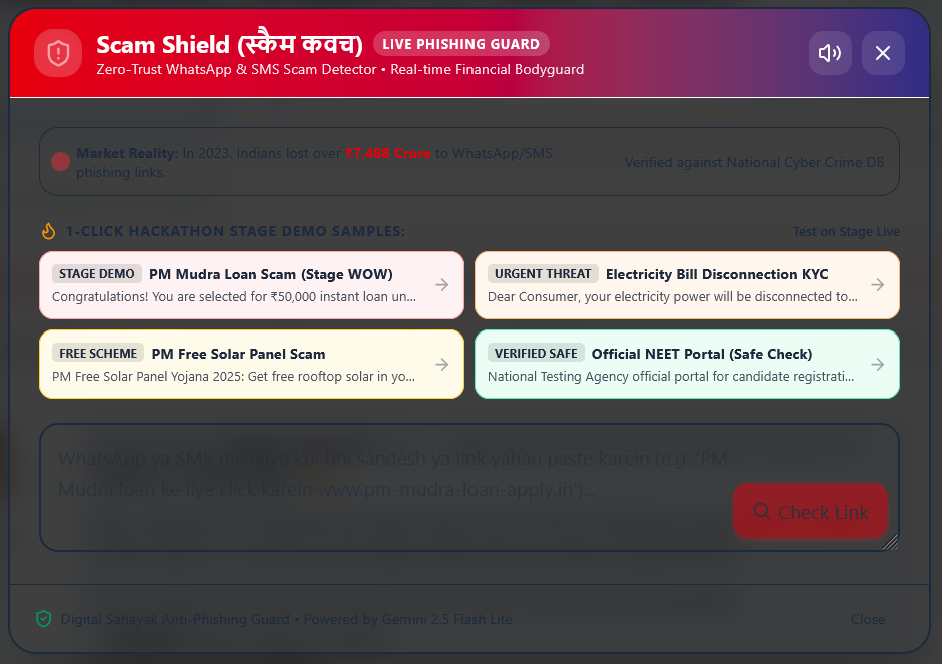 Scam Shield (स्कैम कवच) LIVE PHISHING GUARD
Zero-Trust WhatsApp & SMS Scam Detector • Real-time Financial Bodyguard
Market Reality: In 2023, Indians lost over ₹7,488 Crore to WhatsApp/SMS
phishing links.
Verified against National Cyber Crime DB
1-CLICK HACKATHON STAGE DEMO SAMPLES:
Test on Stage Live
STAGE DEMO PM Mudra Loan Scam (Stage WOW)
Congratulations! You are selected for ₹50,000 instant loan un...
URGENT THREAT Electricity Bill Disconnection KYC
Dear Consumer, your electricity power will be disconnected to...
FREE SCHEME PM Free Solar Panel Scam
PM Free Solar Panel Yojana 2025: Get free rooftop solar in yo...
VERIFIED SAFE Official NEET Portal (Safe Check)
National Testing Agency official portal for candidate registrati...
WhatsApp ya SMS me aaya koi bhi sandesh ya link yahan paste karein (e.g. 'PM
Mudra loan ke liye click karein www.pm-mudra-loan-apply.in')...
Check Link
Digital Sahayak Anti-Phishing Guard • Powered by Gemini 2.5 Flash Lite
Close